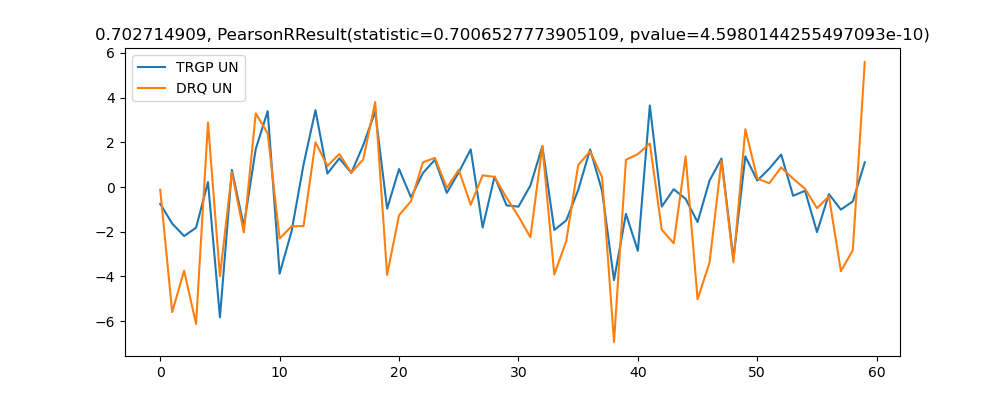 0.702714909, PearsonRResult(statistic=0.7006527773905109, pvalue=4.5980144255497093e-10)
TRGP UN
DRQ UN
6
4
2
0
−2
−4
−6
0 10 20 30 40 50 60